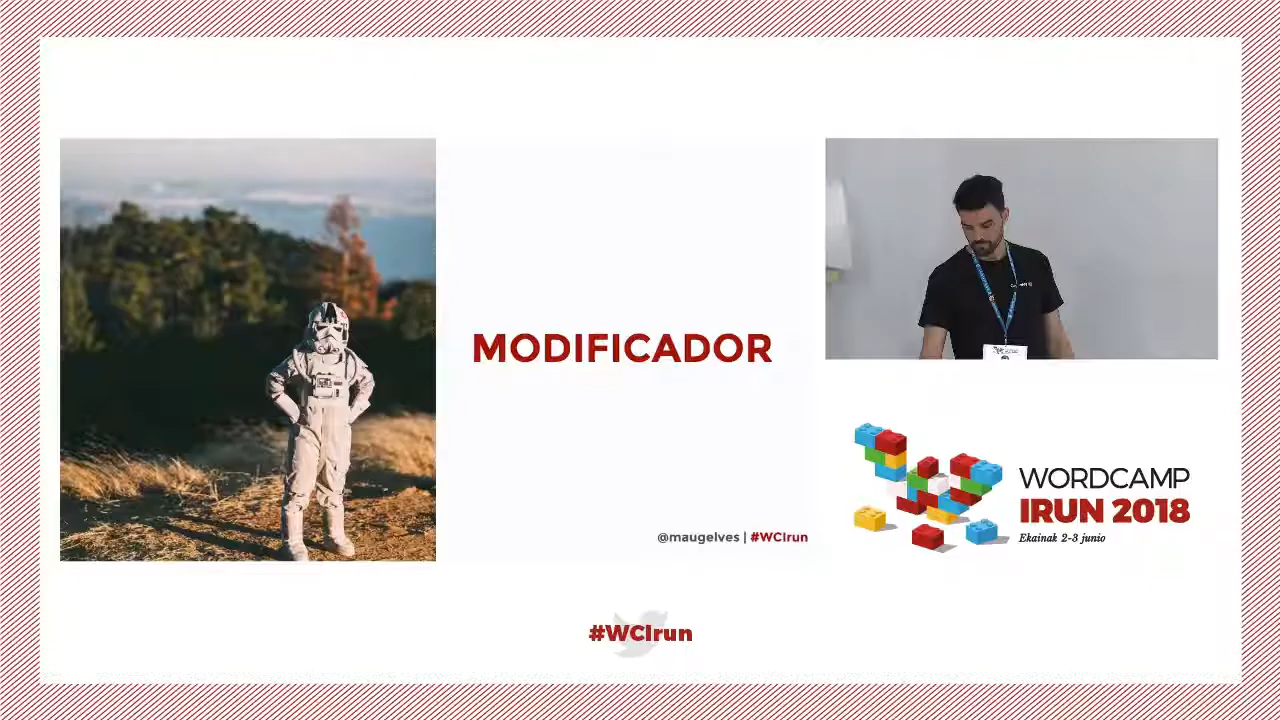 MODIFICADOR
@maugelves | #WCIrun
WORDCAMP
IRUN 2018
Ekainak 2-3 junio
#WCIrun